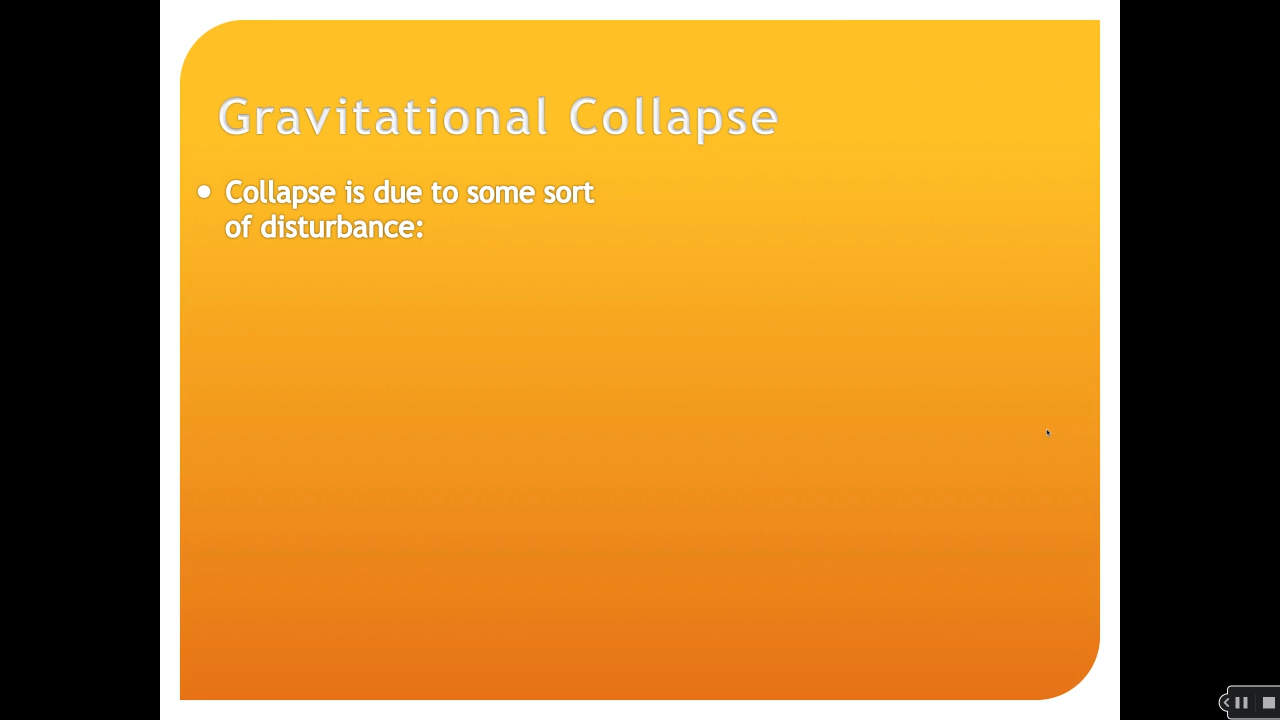 Gravitational Collapse
• Collapse is due to some sort
of disturbance: